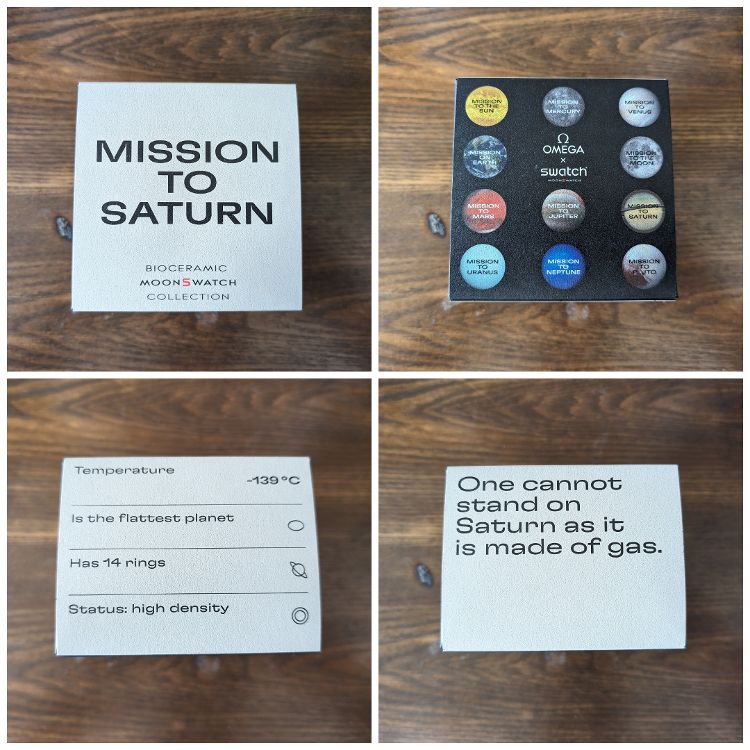 MISSION
TO
SATURN
BIOCERAMIC
MOONSWATCH
COLLECTION
MISSION
TO THE
SUN
MISSION
TO
MERCURY
MISSION
TO
VENUS
MISSION
ON
EARTH
Ω
OMEGA
×
swatch
MOONSWATCH
MISSION
TO THE
MOON
MISSION
TO
MARS
MISSION
TO
JUPITER
MISSION
TO
SATURN
MISSION
TO
URANUS
MISSION
TO
NEPTUNE
MISSION
TO
PLUTO
Temperature
-139°C
Is the flattest planet
Has 14 rings
Status: high density
One cannot
stand on
Saturn as it
is made of gas.